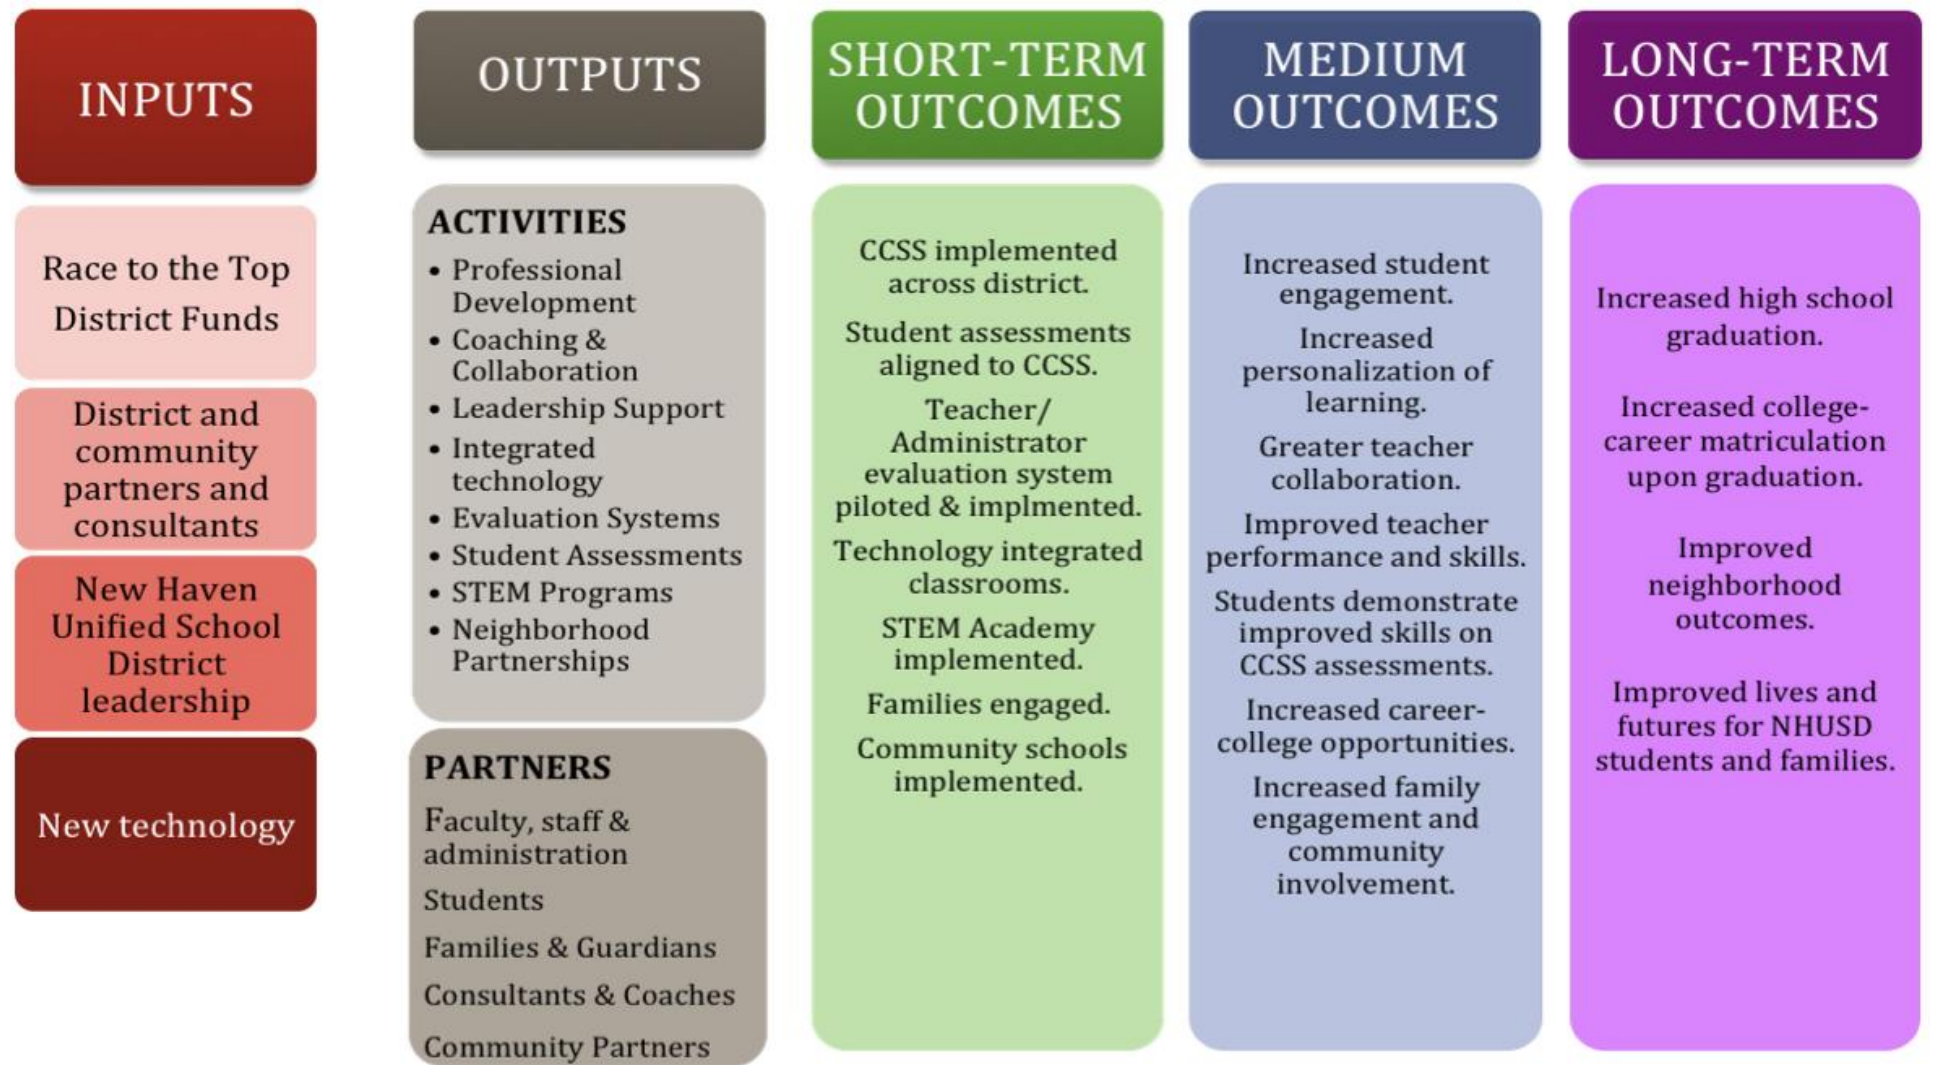 INPUTS
Race to the Top
District Funds
District and
community
partners and
consultants
New Haven
Unified School
District
leadership
New technology
OUTPUTS
ACTIVITIES
• Professional
Development
• Coaching &
Collaboration
• Leadership Support
• Integrated
technology
• Evaluation Systems
• Student Assessments
• STEM Programs
• Neighborhood
Partnerships
PARTNERS
Faculty, staff &
administration
Students
Families & Guardians
Consultants & Coaches
Community Partners
SHORT-TERM
OUTCOMES
CCSS implemented
across district.
Student assessments
aligned to CCSS.
Teacher/
Administrator
evaluation system
piloted & implmented.
Technology integrated
classrooms.
STEM Academy
implemented.
Families engaged.
Community schools
implemented.
MEDIUM
OUTCOMES
Increased student
engagement.
Increased
personalization of
learning.
Greater teacher
collaboration.
Improved teacher
performance and skills.
Students demonstrate
improved skills on
CCSS assessments.
Increased career-
college opportunities.
Increased family
engagement and
community
involvement.
LONG-TERM
OUTCOMES
Increased high school
graduation.
Increased college-
career matriculation
upon graduation.
Improved
neighborhood
outcomes.
Improved lives and
futures for NHUSD
students and families.